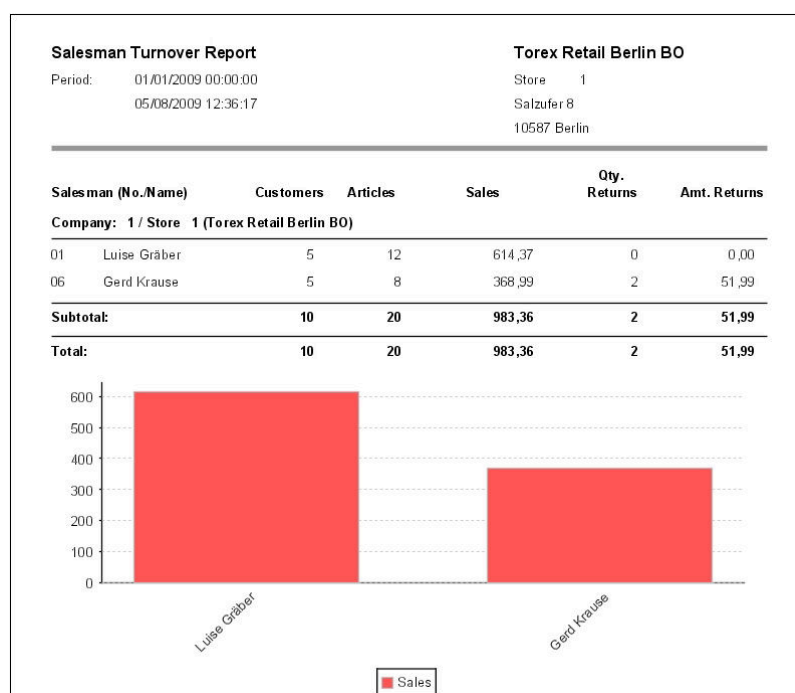 Salesman Turnover Report
Torex Retail Berlin BO
Period: 01/01/2009 00:00:00
Store 1
05/08/2009 12:36:17
Salzufer 8
10587 Berlin
Salesman (No./Name) Customers Articles Sales Qty. Returns Amt. Returns
Company: 1 / Store 1 (Torex Retail Berlin BO)
01 Luise Gräber 5 12 614,37 0 0,00
06 Gerd Krause 5 8 368,99 2 51,99
Subtotal: 10 20 983,36 2 51,99
Total: 10 20 983,36 2 51,99
600
500
400
300
200
100
0
Luise Gräber
Gerd Krause
Sales